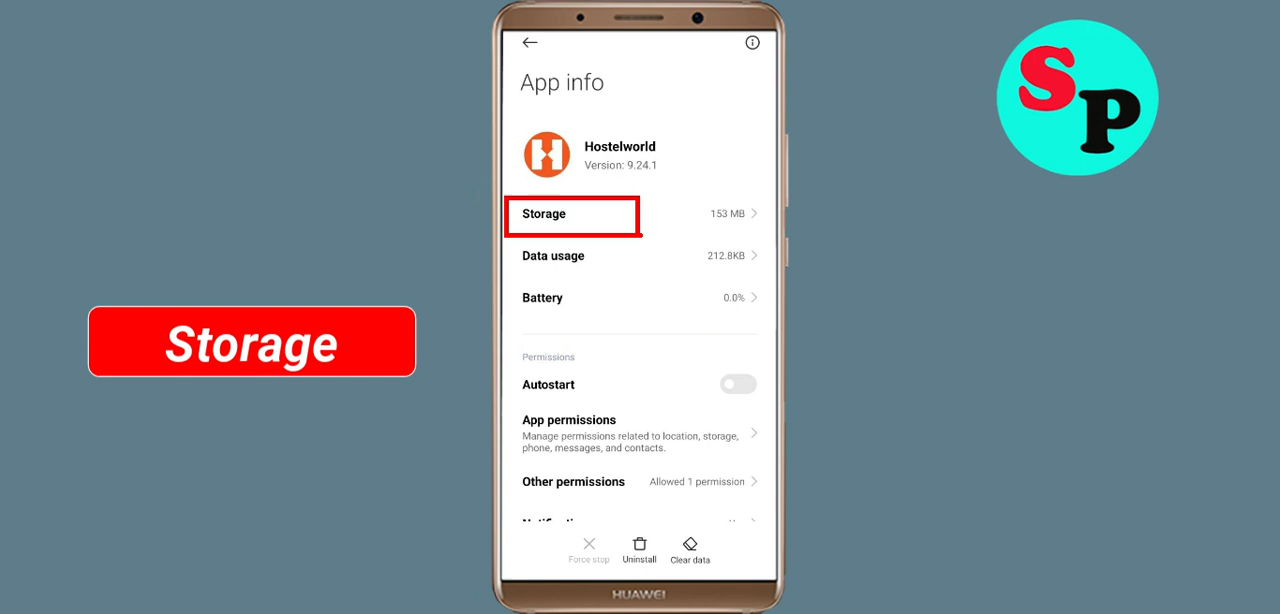 App info
Hostelworld
Version: 9.24.1
Storage 153 MB
Data usage 212.8KB
Battery 0.0%
Permissions
Autostart
App permissions
Manage permissions related to location, storage,
phone, messages, and contacts.
Other permissions Allowed 1 permission
Force stop Uninstall Clear data
HUAWEI
Storage
SP